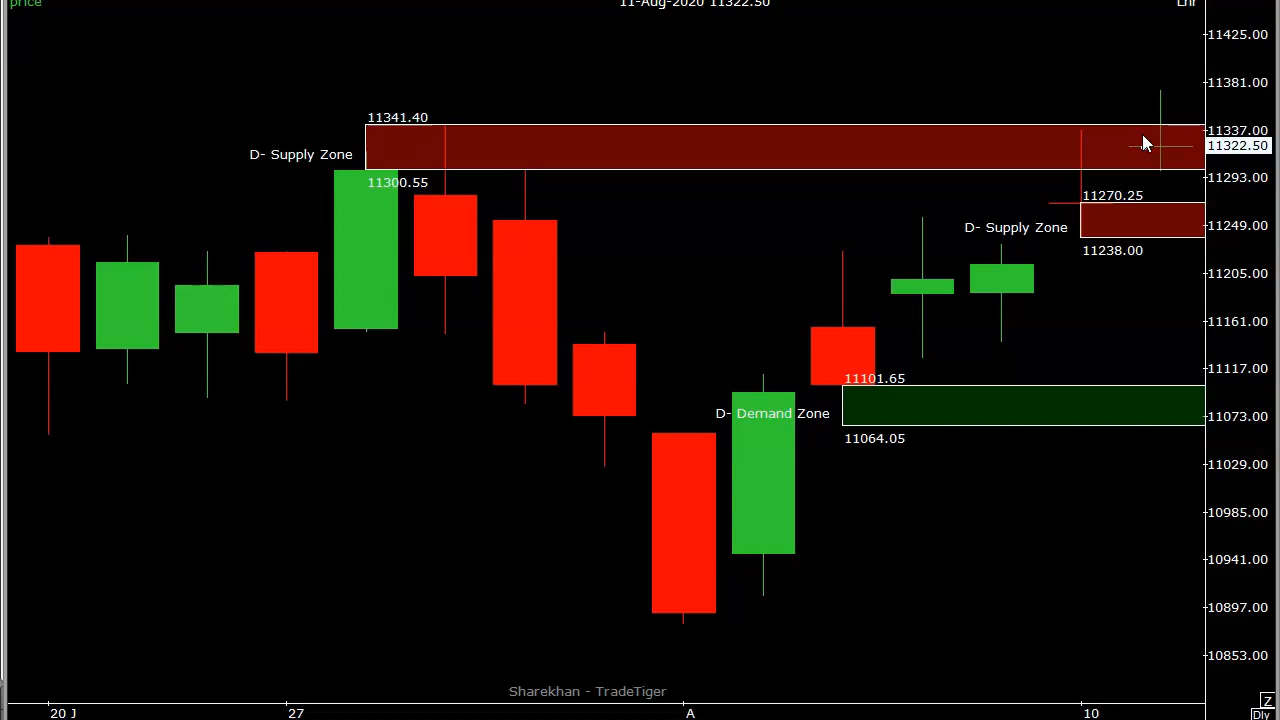 price
11-Aug-2020 11322.50
11425.00
11381.00
11341.40
11337.00
11322.50
D- Supply Zone
11300.55
11293.00
11270.25
D- Supply Zone
11249.00
11238.00
11205.00
11161.00
11117.00
11101.65
D- Demand Zone
11073.00
11064.05
11029.00
10985.00
10941.00
10897.00
10853.00
Sharekhan - TradeTiger
Z
20 J
27
A
10
Dly